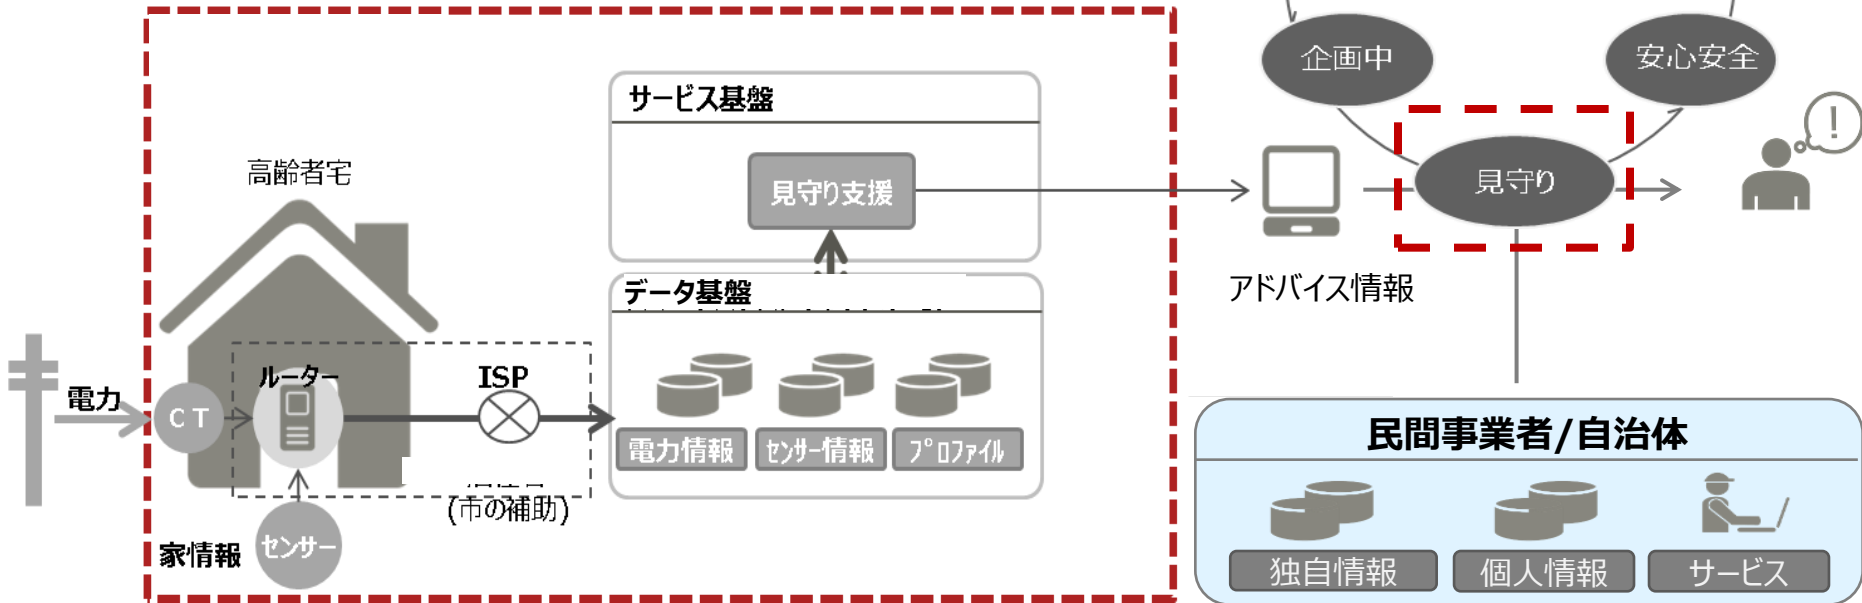 企画中
安心安全
サービス基盤
見守り支援
高齢者宅
見守り
!
データ基盤
アドバイス情報
ルーター
ISP
電力
CT
電力情報
センサー情報
プロファイル
(市の補助)
家情報
センサー
民間事業者/自治体
独自情報
個人情報
サービス